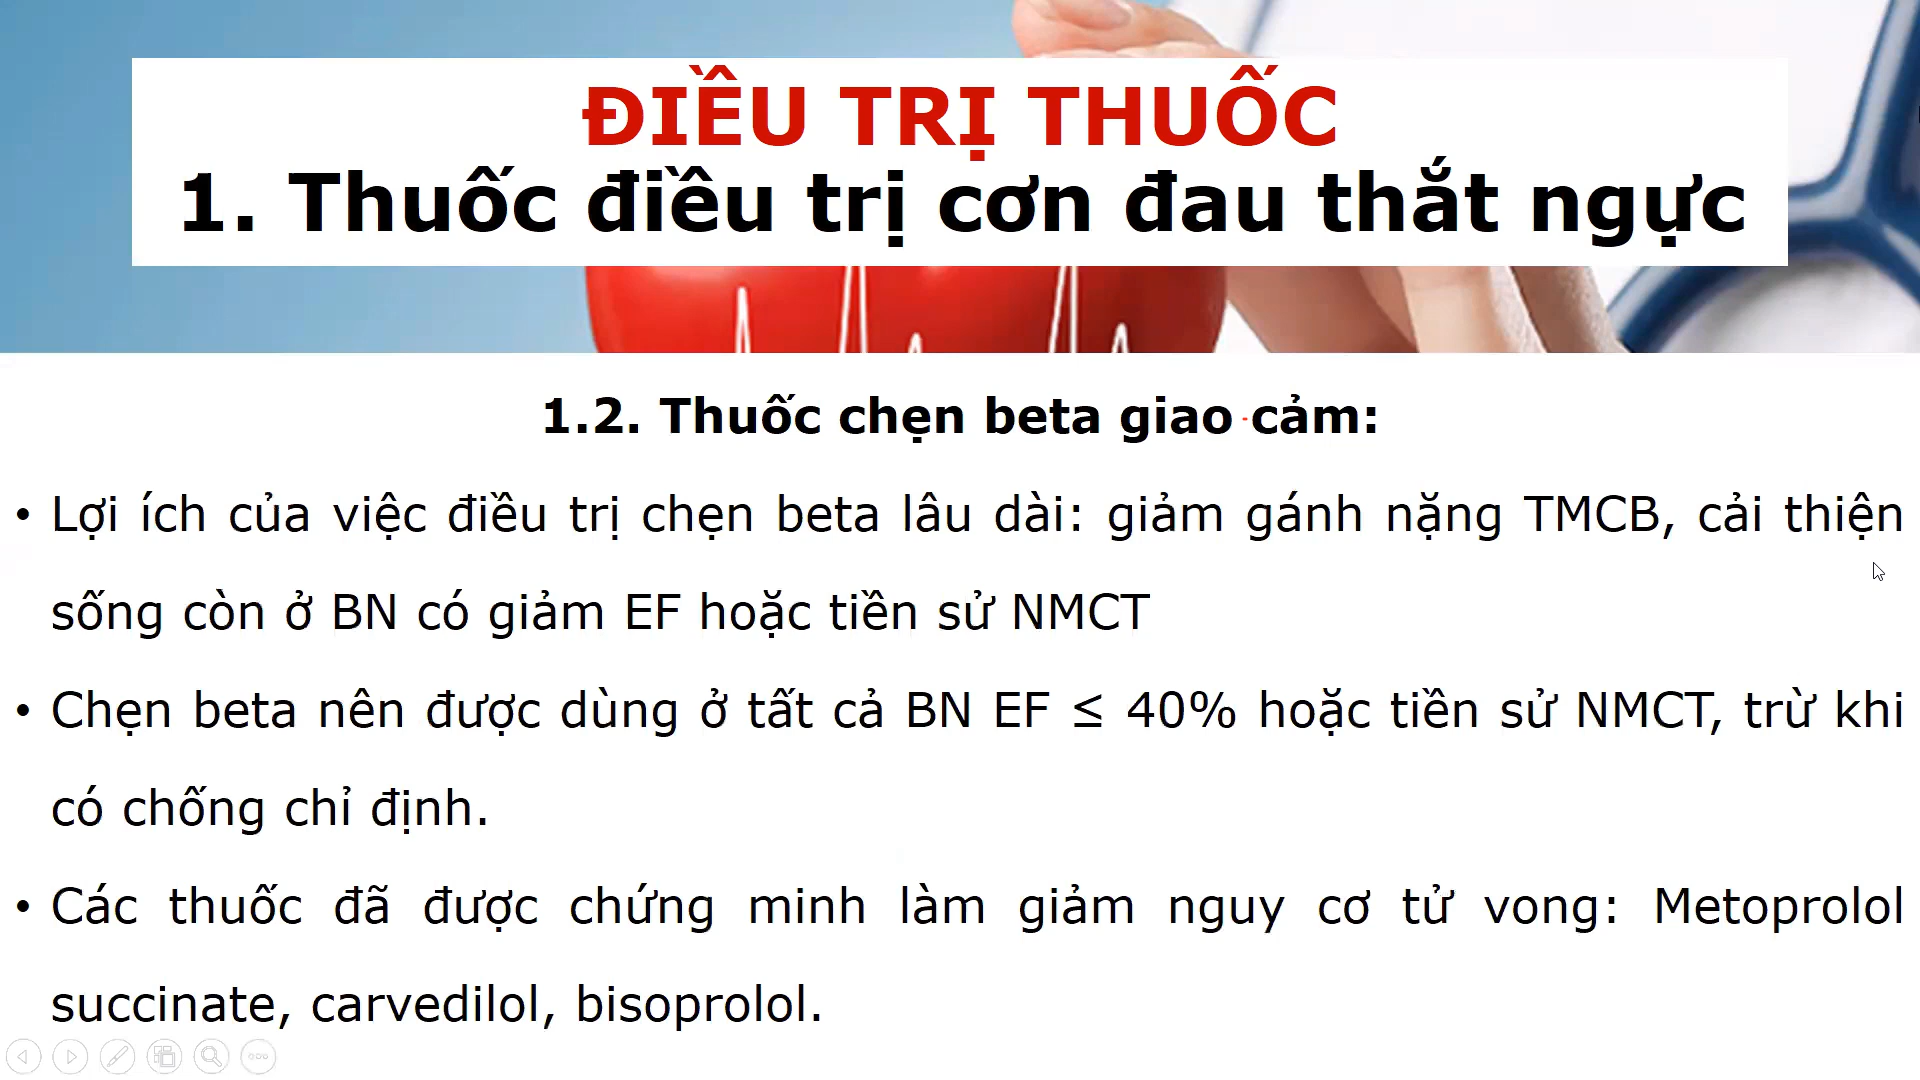 ĐIỀU TRỊ THUỐC
1. Thuốc điều trị cơn đau thắt ngực
1.2. Thuốc chẹn beta giao cảm:
• Lợi ích của việc điều trị chẹn beta lâu dài: giảm gánh nặng TMCB, cải thiện
sống còn ở BN có giảm EF hoặc tiền sử NMCT
• Chẹn beta nên được dùng ở tất cả BN EF ≤ 40% hoặc tiền sử NMCT, trừ khi
có chống chỉ định.
• Các thuốc đã được chứng minh làm giảm nguy cơ tử vong: Metoprolol
succinate, carvedilol, bisoprolol.